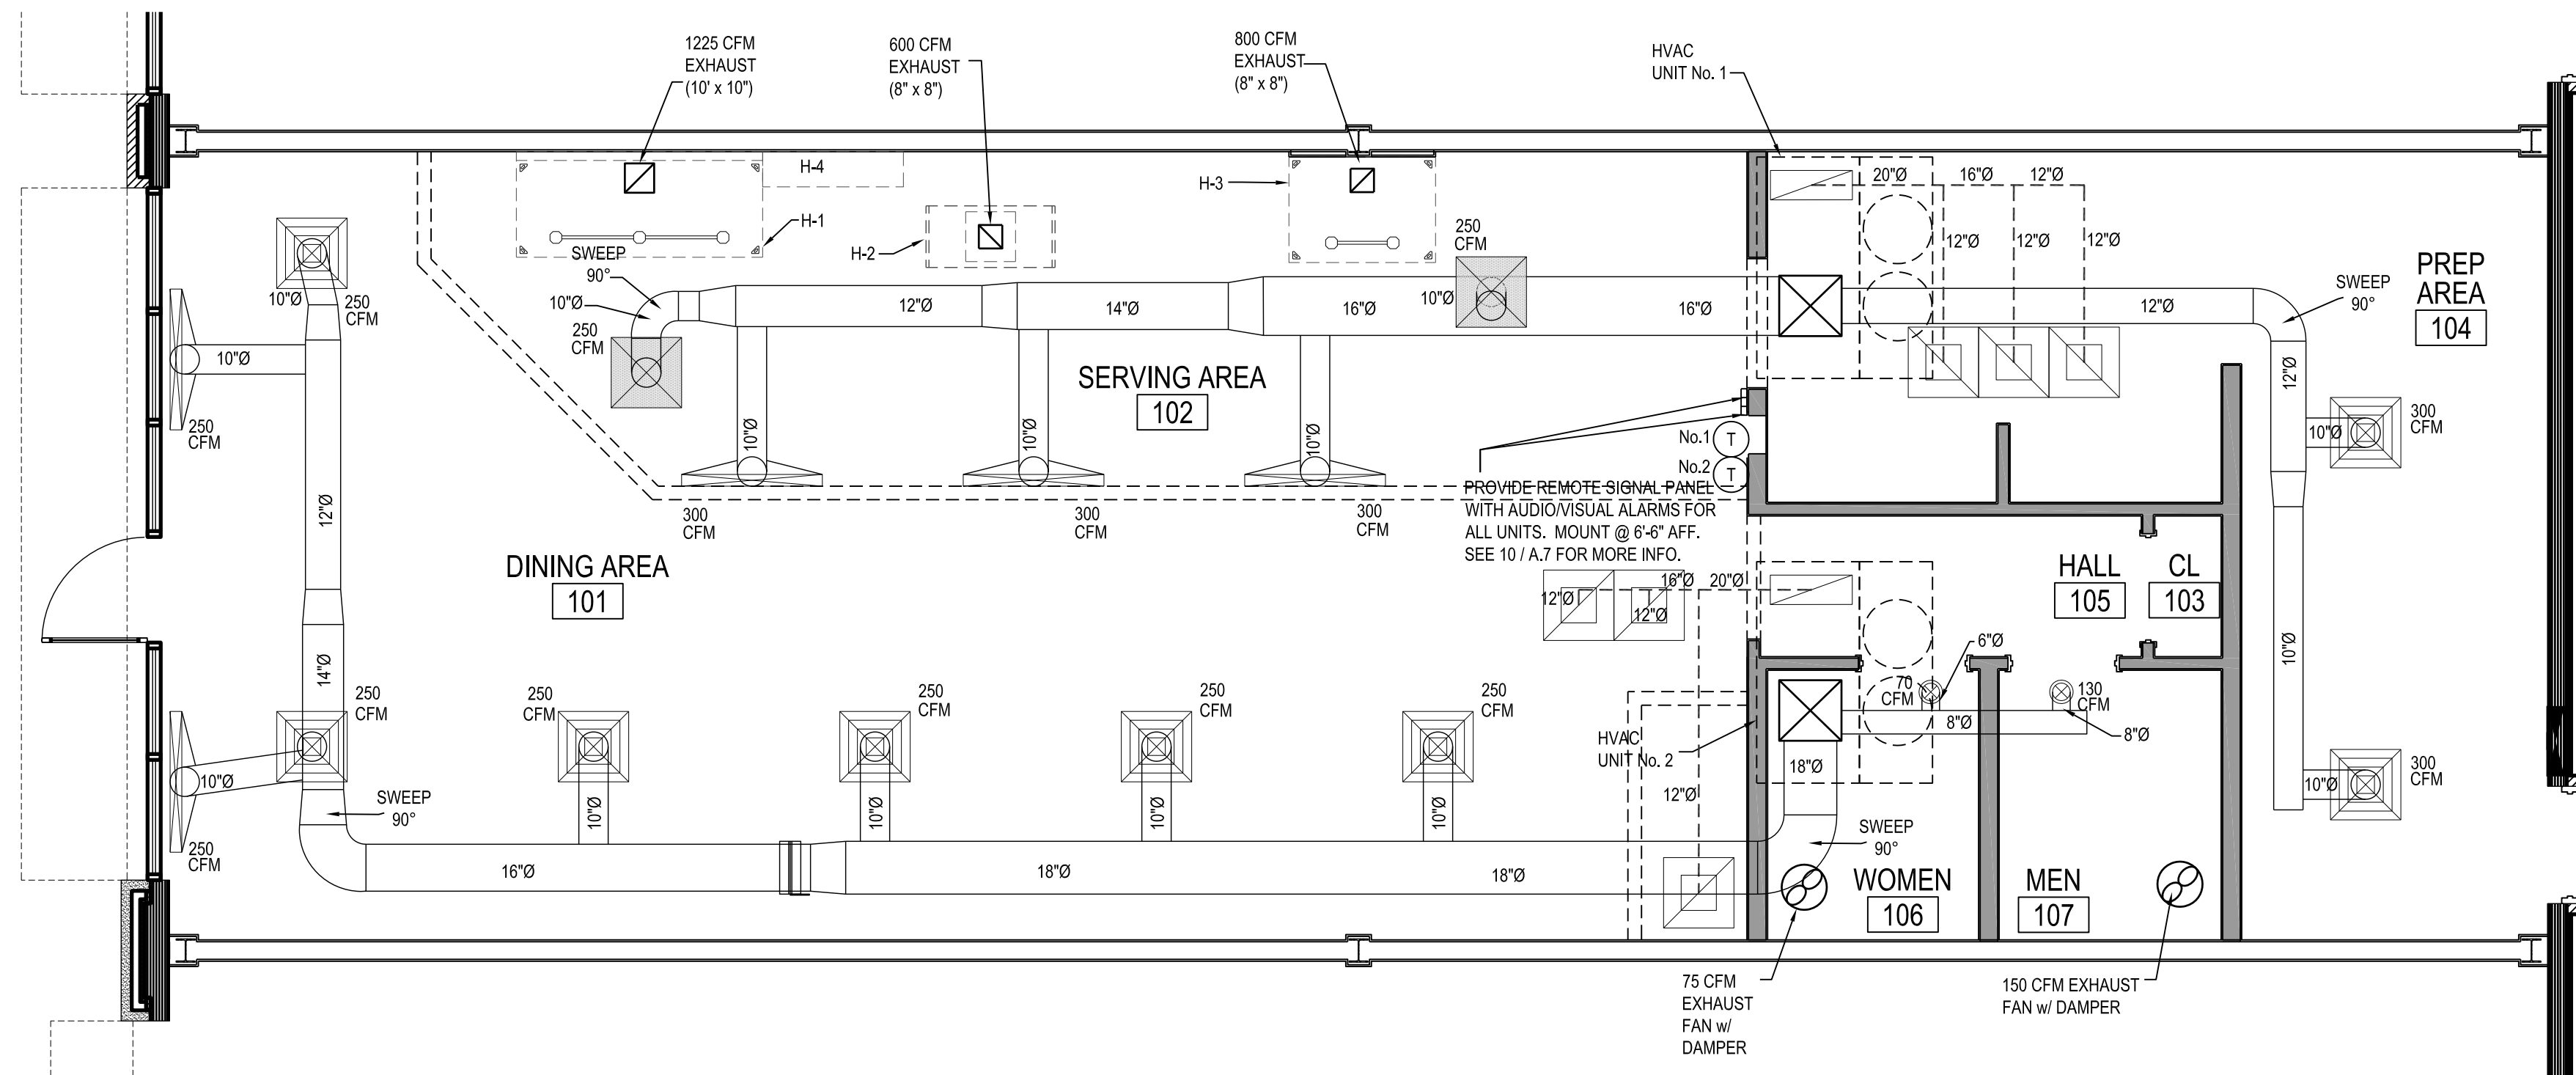 1225 CFM
EXHAUST
(10' x 10")
600 CFM
EXHAUST
(8" x 8")
800 CFM
EXHAUST
(8" x 8")
HVAC
UNIT No. 1
H-4
H-1
H-2
H-3
SWEEP
90°
10"Ø
250
CFM
12"Ø
14"Ø
16"Ø
10"Ø
250
CFM
16"Ø
20"Ø
16"Ø
12"Ø
12"Ø
12"Ø
12"Ø
12"Ø
SWEEP
90°
PREP
AREA
104
12"Ø
10"Ø
300
CFM
10"Ø
10"Ø
300
CFM
10"Ø
250
CFM
10"Ø
250
CFM
12"Ø
14"Ø
250
CFM
10"Ø
250
CFM
SWEEP
90°
SERVING AREA
102
10"Ø
10"Ø
10"Ø
300
CFM
300
CFM
300
CFM
No.1
T
No.2
T
PROVIDE REMOTE SIGNAL PANEL
WITH AUDIO/VISUAL ALARMS FOR
ALL UNITS. MOUNT @ 6'-6" AFF.
SEE 10 / A.7 FOR MORE INFO.
DINING AREA
101
16"Ø
20"Ø
12"Ø
12"Ø
HALL
105
CL
103
250
CFM
10"Ø
250
CFM
10"Ø
250
CFM
10"Ø
250
CFM
10"Ø
HVAC
UNIT No. 2
12"Ø
6"Ø
70
CFM
130
CFM
8"Ø
8"Ø
18"Ø
SWEEP
90°
16"Ø
18"Ø
18"Ø
WOMEN
106
MEN
107
75 CFM
EXHAUST
FAN w/
DAMPER
150 CFM EXHAUST
FAN w/ DAMPER